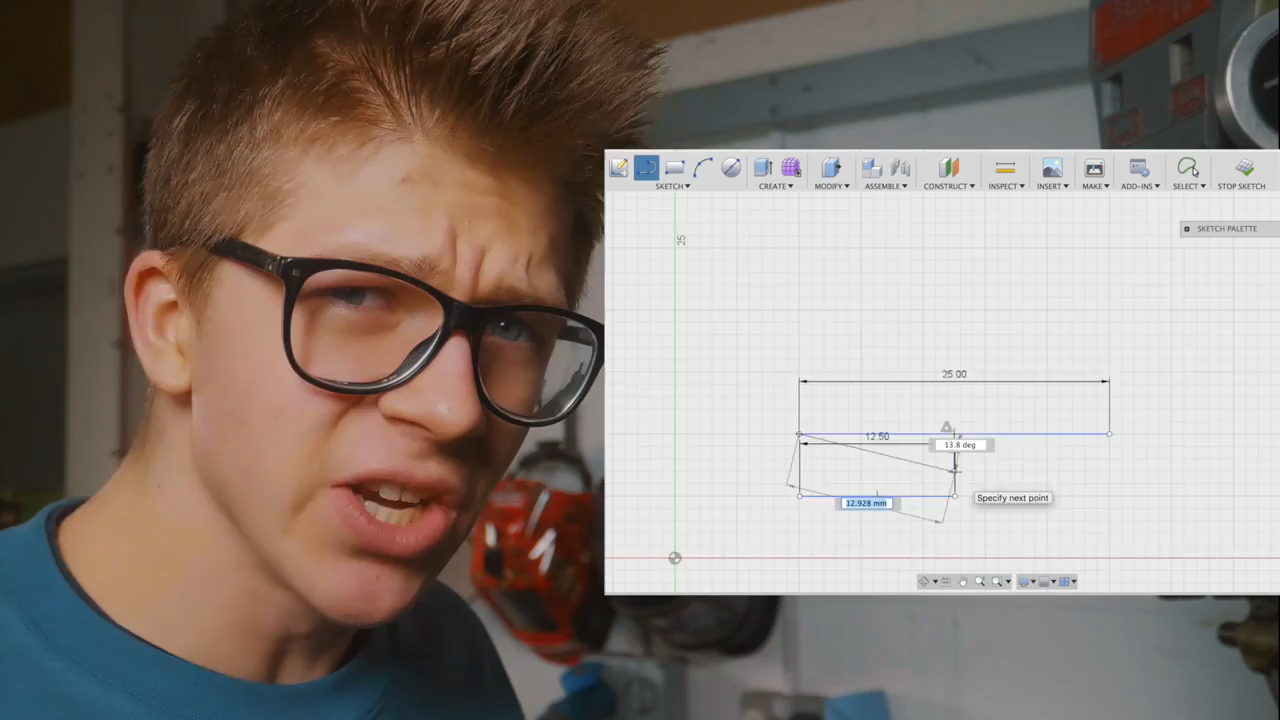 SKETCH▾ CREATE▾ MODIFY▾ ASSEMBLE▾ CONSTRUCT▾ INSPECT▾ INSERT▾ MAKE▾ ADD-INS▾ SELECT▾ STOP SKETCH
SKETCH PALETTE
25
25.00
12.50
13.8 deg
Specify next point
12.928 mm